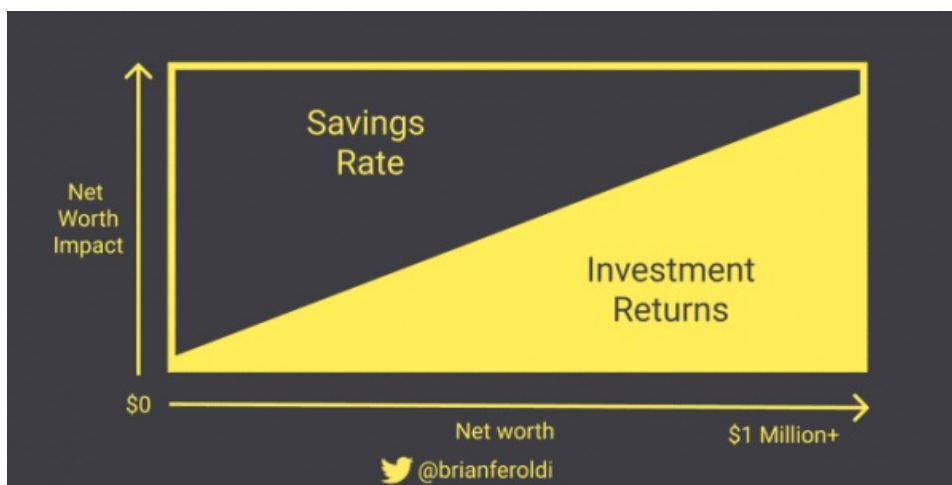 Savings
Rate
Net
Worth
Impact
Investment
Returns
$0
Net worth
$1 Million+
@brianferoldi